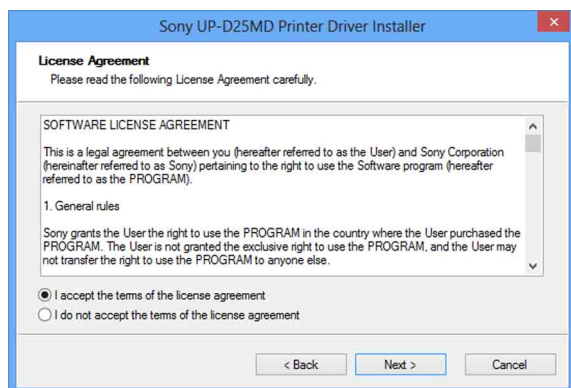 Sony UP-D25MD Printer Driver Installer
License Agreement
Please read the following License Agreement carefully.
SOFTWARE LICENSE AGREEMENT
This is a legal agreement between you (hereafter referred to as the User) and Sony Corporation
(hereinafter referred to as Sony) pertaining to the right to use the Software program (hereafter
referred to as the PROGRAM).
1. General rules
Sony grants the User the right to use the PROGRAM in the country where the User purchased the
PROGRAM. The User is not granted the exclusive right to use the PROGRAM, and the User may
not transfer the right to use the PROGRAM to anyone else.
I accept the terms of the license agreement
I do not accept the terms of the license agreement
< Back Next > Cancel